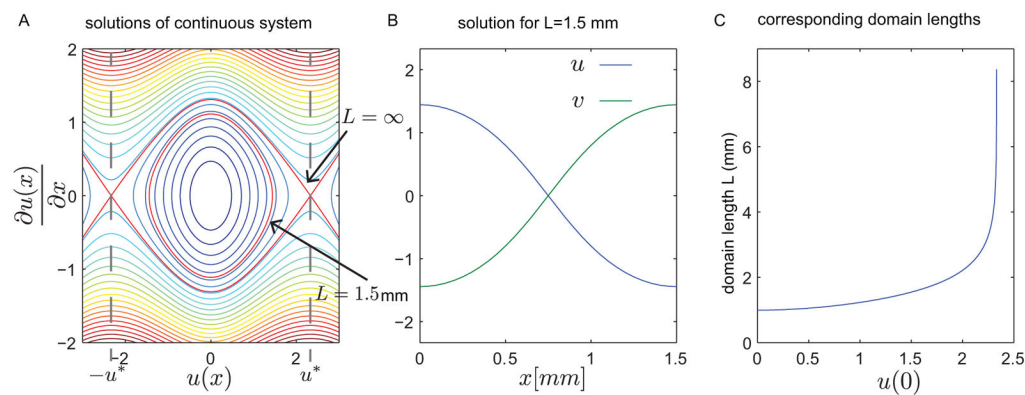 A solutions of continuous system
2
1
0
−1
−2
∂u(x)
∂x
−2
0
2
−u*
u(x)
u*
L = ∞
L = 1.5mm
B solution for L=1.5 mm
u
v
2
1
0
−1
−2
0
0.5
1
1.5
x[mm]
C corresponding domain lengths
8
6
4
2
0
domain length L (mm)
0
0.5
1
1.5
2
2.5
u(0)